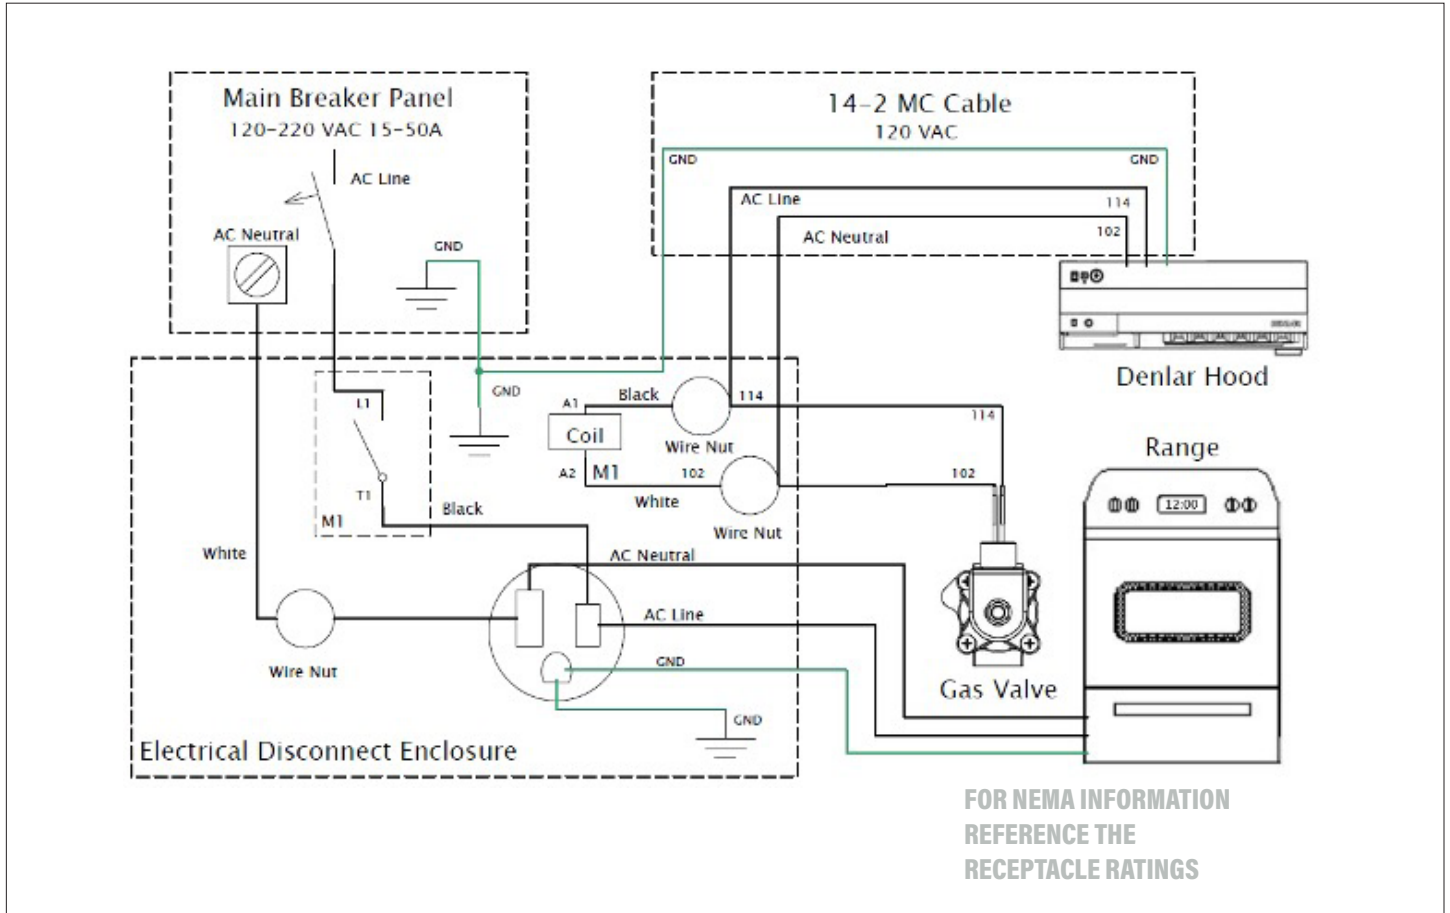 Main Breaker Panel
120-220 VAC 15-50A
AC Line
AC Neutral
GND
14-2 MC Cable
120 VAC
GND
GND
AC Line
114
102
AC Neutral
Denlar Hood
L1
T1
M1
GND
A1
Black
114
Coil
Wire Nut
A2
M1
102
White
Wire Nut
114
102
Range
12:00
Black
White
AC Neutral
AC Line
GND
GND
Wire Nut
Gas Valve
Electrical Disconnect Enclosure
FOR NEMA INFORMATION
REFERENCE THE
RECEPTACLE RATINGS